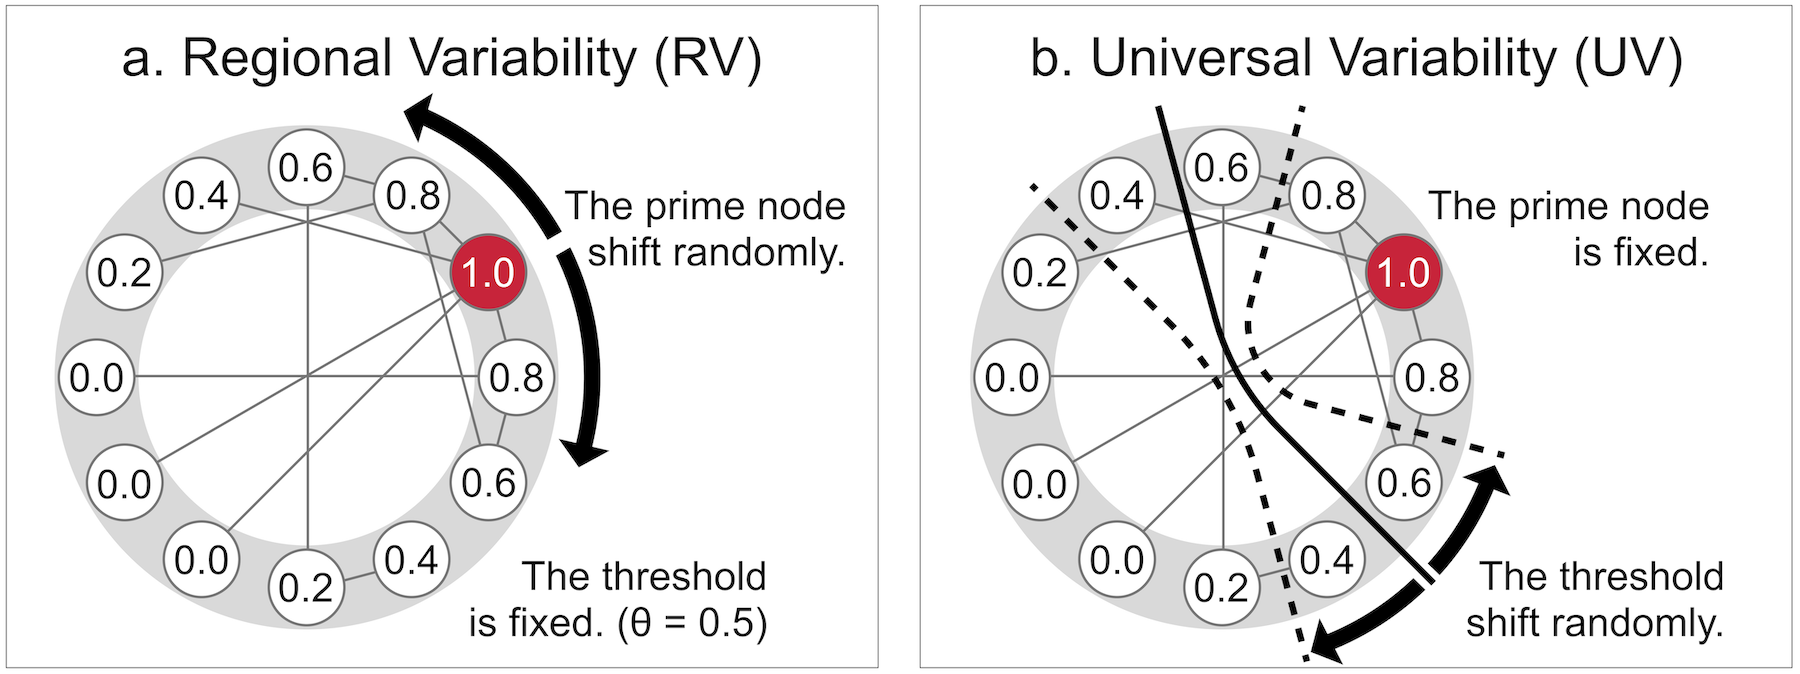 a. Regional Variability (RV)
0.6
0.4
0.8
The prime node
shift randomly.
0.2
1.0
0.0
0.8
0.0
0.6
0.0
0.2
0.4
The threshold
is fixed. (θ = 0.5)
b. Universal Variability (UV)
0.6
0.4
0.8
The prime node
is fixed.
0.2
1.0
0.0
0.8
0.0
0.6
0.0
0.2
0.4
The threshold
shift randomly.